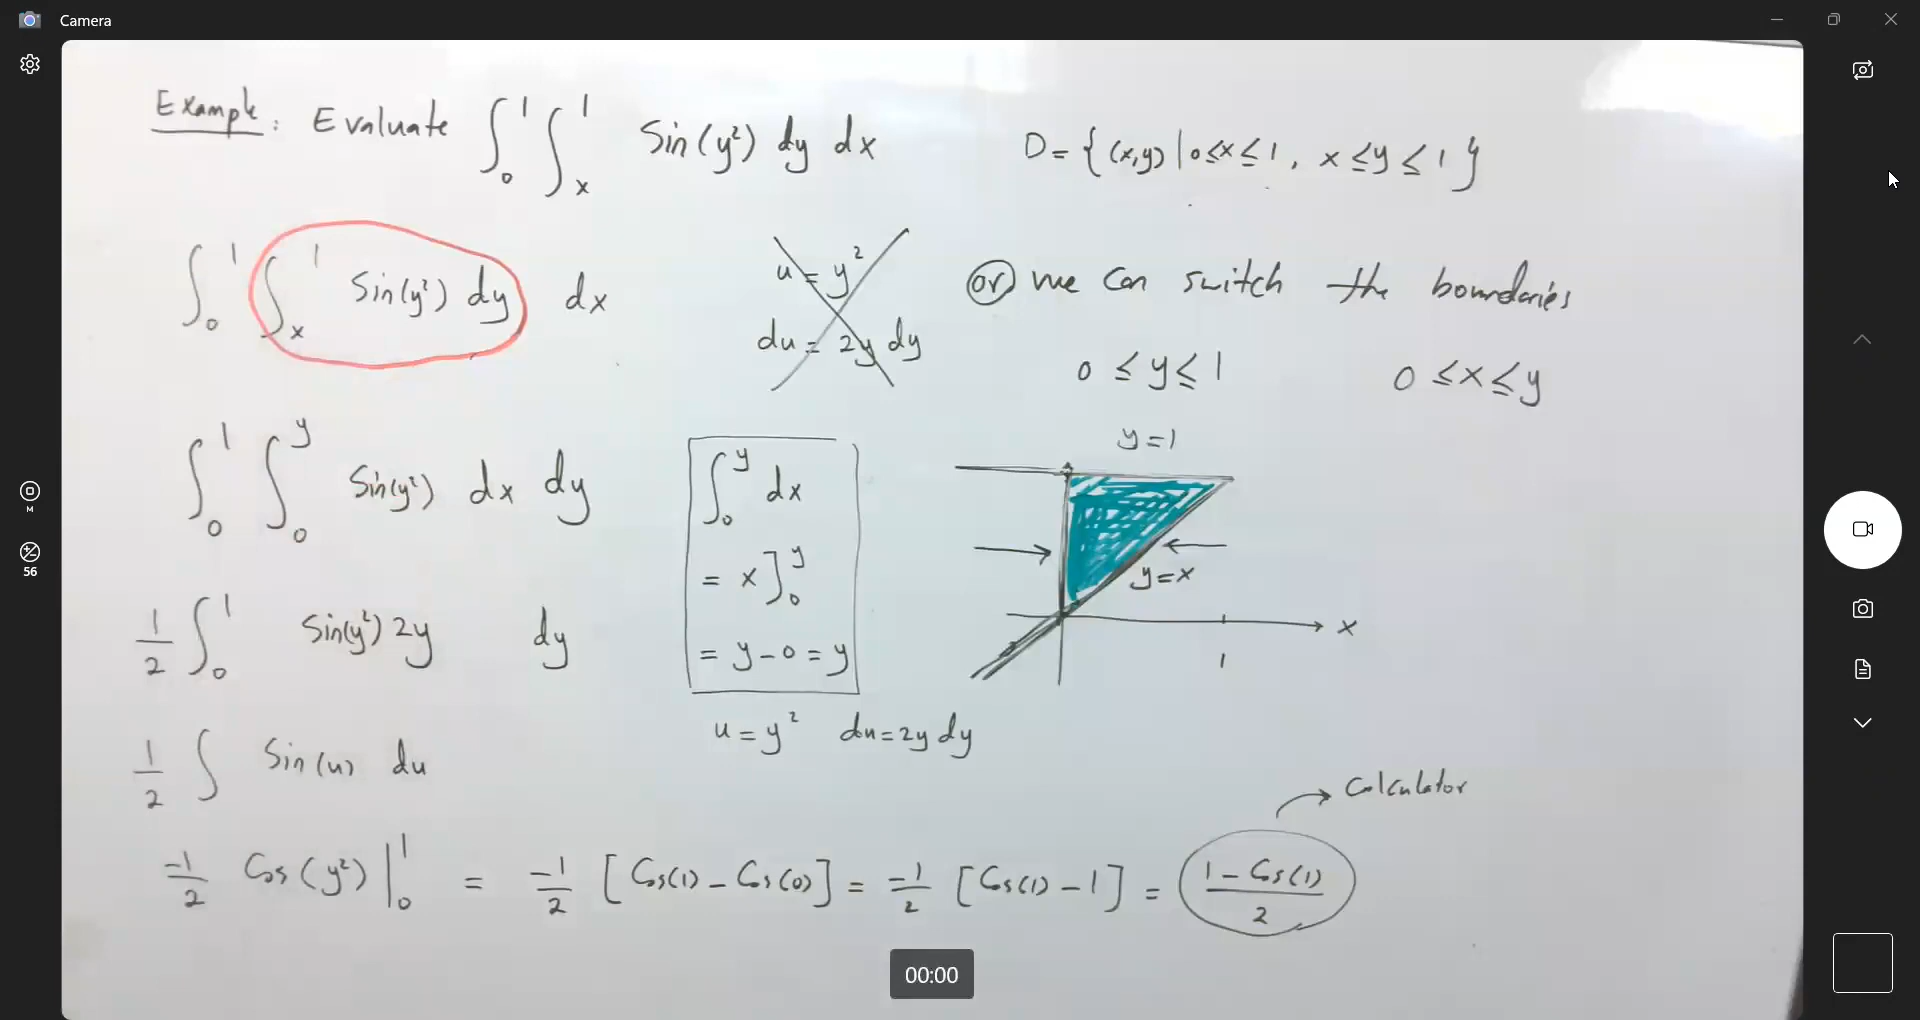 Camera
Example: Evaluate ∫₀¹ ∫ₓ¹ Sin(y²) dy dx
D = {(x,y) | 0≤x≤1, x≤y≤1}
∫₀¹ ∫ₓ¹ Sin(y²) dy dx
u = y²
du = 2y dy
or we can switch the boundaries
0 ≤ y ≤ 1    0 ≤ x ≤ y
∫₀¹ ∫₀ʸ Sin(y²) dx dy
∫₀ʸ dx
= x ]₀ʸ
= y - 0 = y
y = 1
y = x
x
1
1/2 ∫₀¹ Sin(y²) 2y dy
u = y²    du = 2y dy
1/2 ∫ Sin(u) du
Calculator
-1/2 Cos(y²) |₀¹ = -1/2 [Cos(1) - Cos(0)] = -1/2 [Cos(1) - 1] = (1 - Cos(1))/2
M
56
00:00